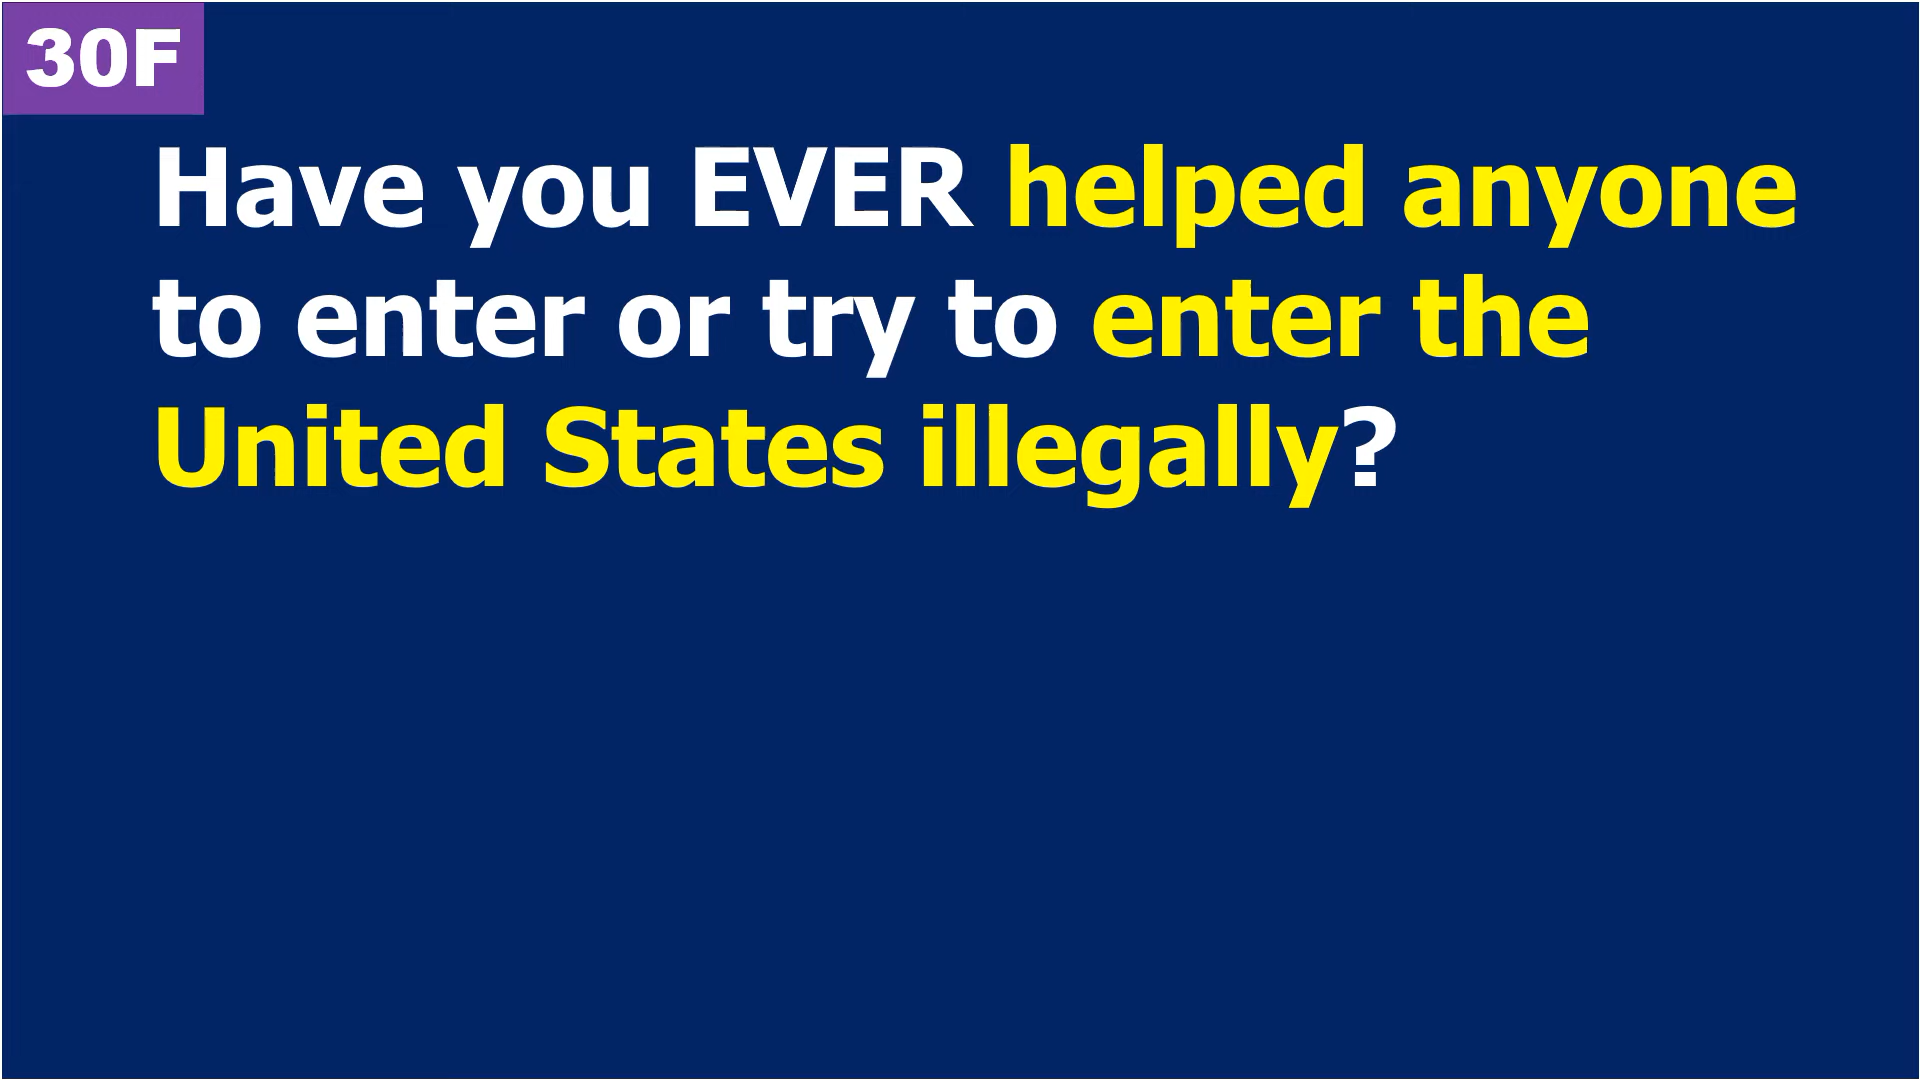 30F
Have you EVER helped anyone
to enter or try to enter the
United States illegally?